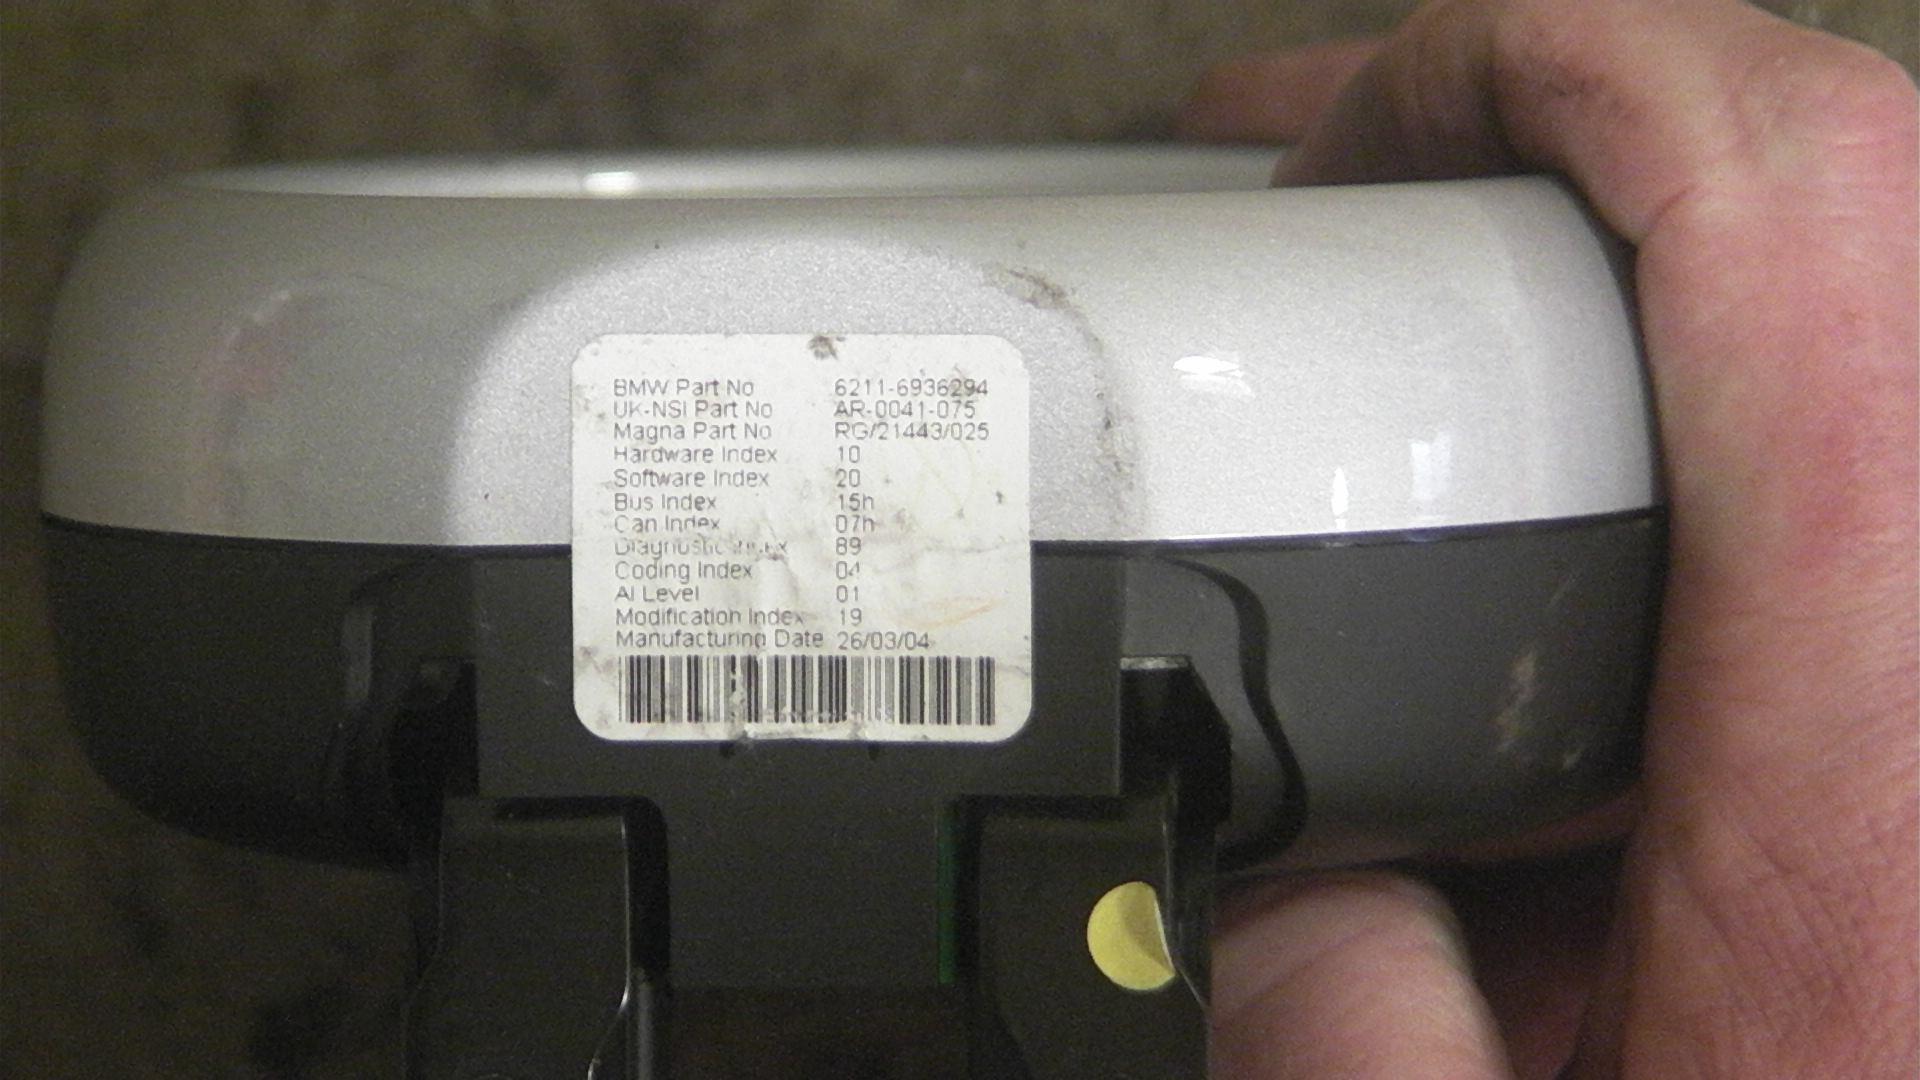 BMW Part No 6211-6936294
UK-NSI Part No AR-0041-075
Magna Part No RG/21443/025
Hardware Index 10
Software Index 20
Bus Index 15h
Can Index 07h
Diagnostic Index 89
Coding Index 04
AI Level 01
Modification Index 19
Manufacturing Date 26/03/04